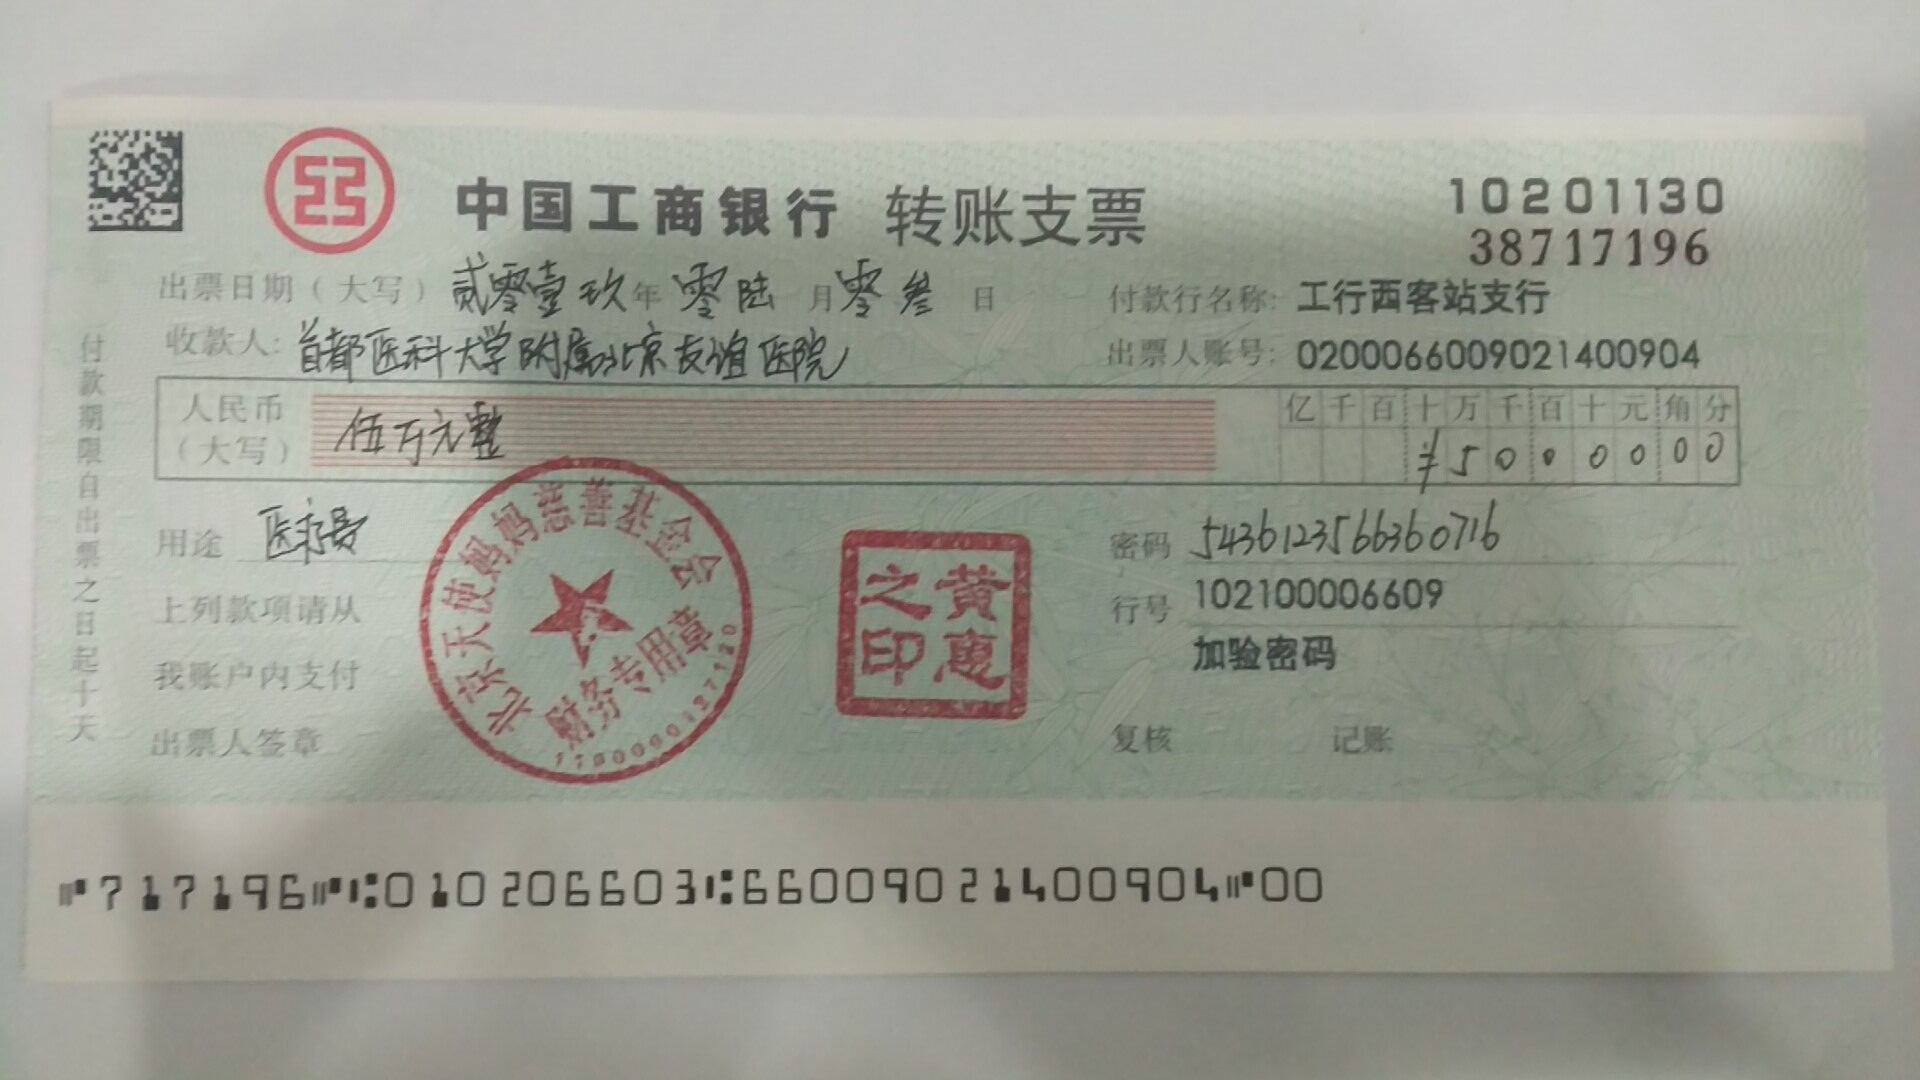 中国工商银行 转账支票
10201130
38717196
出票日期（大写） 贰零壹玖年 零陆 月零叁 日
付款行名称: 工行西客站支行
收款人: 首都医科大学附属北京友谊医院
出票人账号: 0200066009021400904
人民币（大写） 伍万元整
亿千百十万千百十元角分
¥5000000
用途 医疗费
密码 5436123566360716
上列款项请从
行号 102100006609
我账户内支付
加验密码
出票人签章
复核 记账
付款期限自出票之日起十天
北京天使妈妈慈善基金会
财务专用章
黄惠之印
⑈717196⑈⑆010206603⑆66009021400904⑈00